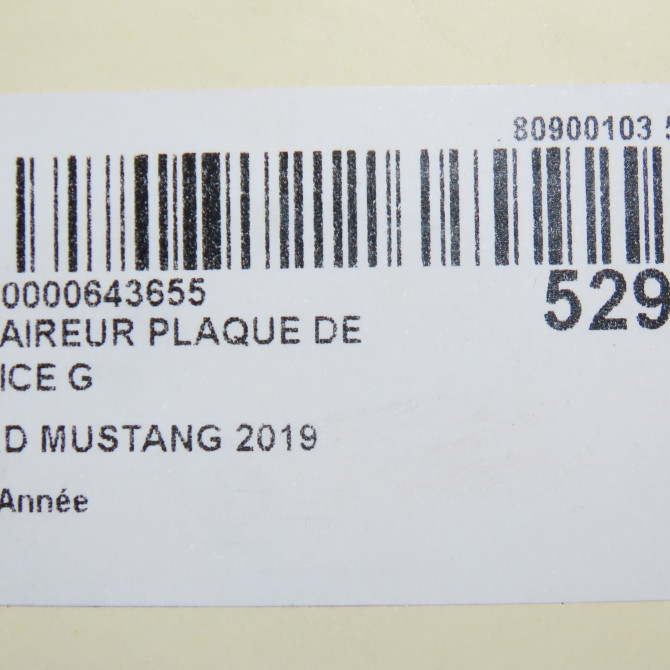 80900103 5
0000643655
529
AIREUR PLAQUE DE
ICE G
D MUSTANG 2019
Année